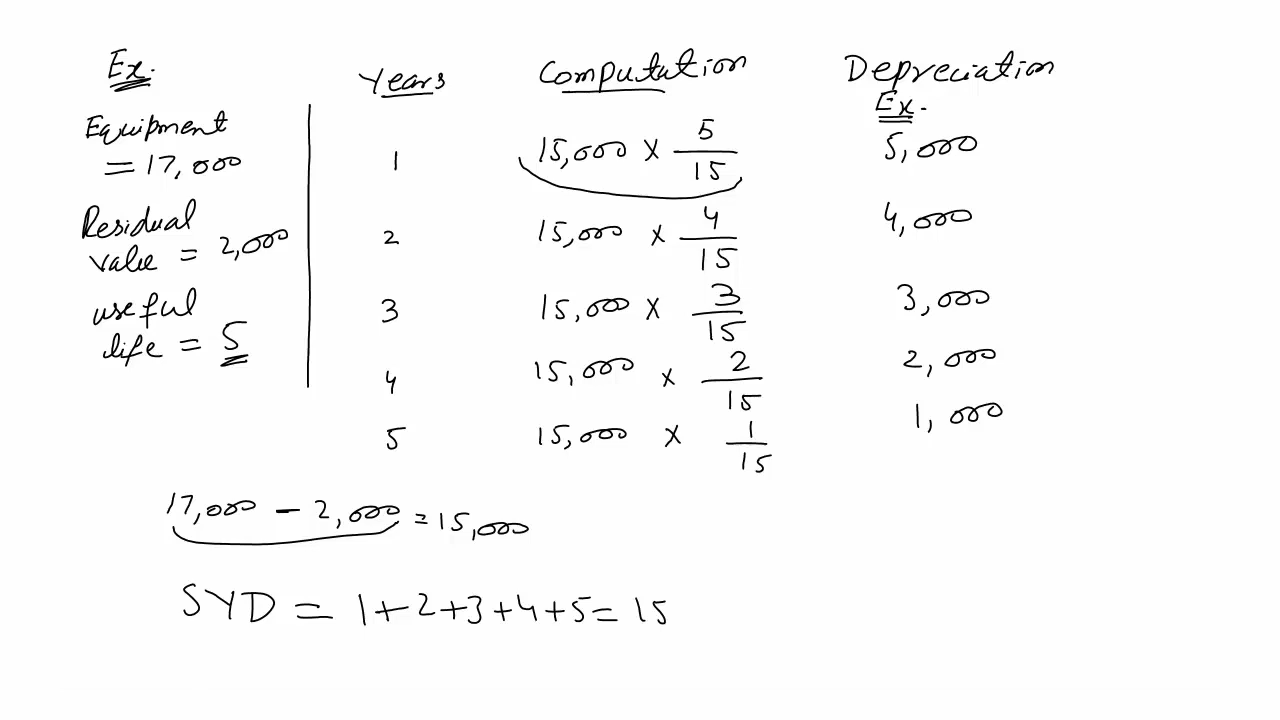 Ex.
Equipment
= 17,000
Residual
value = 2,000
useful
life = 5
Years Computation Depreciation
Ex.
1 15,000 × 5/15 5,000
2 15,000 × 4/15 4,000
3 15,000 × 3/15 3,000
4 15,000 × 2/15 2,000
5 15,000 × 1/15 1,000
17,000 - 2,000 = 15,000
SYD = 1+2+3+4+5= 15